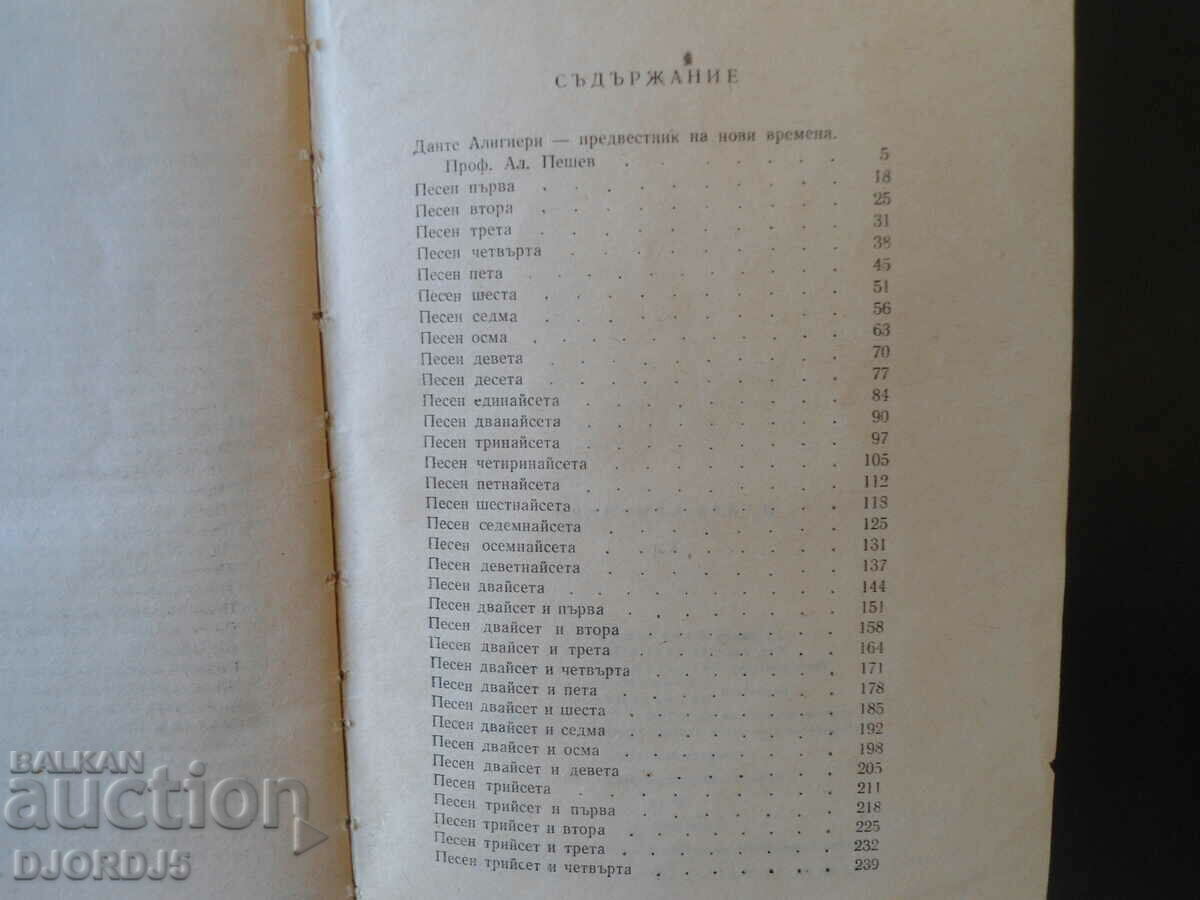 СЪДЪРЖАНИЕ
Данте Алигиери — предвестник на нови времена.
Проф. Ал. Пешев . . . . . . . . 5
Песен първа . . . . . . . . . . 18
Песен втора . . . . . . . . . . 25
Песен трета . . . . . . . . . . 31
Песен четвърта . . . . . . . . . 38
Песен пета . . . . . . . . . . 45
Песен шеста . . . . . . . . . . 51
Песен седма . . . . . . . . . . 56
Песен осма . . . . . . . . . . 63
Песен девета . . . . . . . . . 70
Песен десета . . . . . . . . . 77
Песен единайсета . . . . . . . . 84
Песен дванайсета . . . . . . . . 90
Песен тринайсета . . . . . . . . 97
Песен четиринайсета . . . . . . . 105
Песен петнайсета . . . . . . . . 112
Песен шестнайсета . . . . . . . . 118
Песен седемнайсета . . . . . . . 125
Песен осемнайсета . . . . . . . . 131
Песен деветнайсета . . . . . . . 137
Песен двайсета . . . . . . . . . 144
Песен двайсет и първа . . . . . . . 151
Песен двайсет и втора . . . . . . . 158
Песен двайсет и трета . . . . . . . 164
Песен двайсет и четвърта . . . . . . 171
Песен двайсет и пета . . . . . . . 178
Песен двайсет и шеста . . . . . . . 185
Песен двайсет и седма . . . . . . . 192
Песен двайсет и осма . . . . . . . 198
Песен двайсет и девета . . . . . . 205
Песен трийсета . . . . . . . . . 211
Песен трийсет и първа . . . . . . . 218
Песен трийсет и втора . . . . . . . 225
Песен трийсет и трета . . . . . . . 232
Песен трийсет и четвърта . . . . . . 239
BALKAN
auction
DJORDJ5